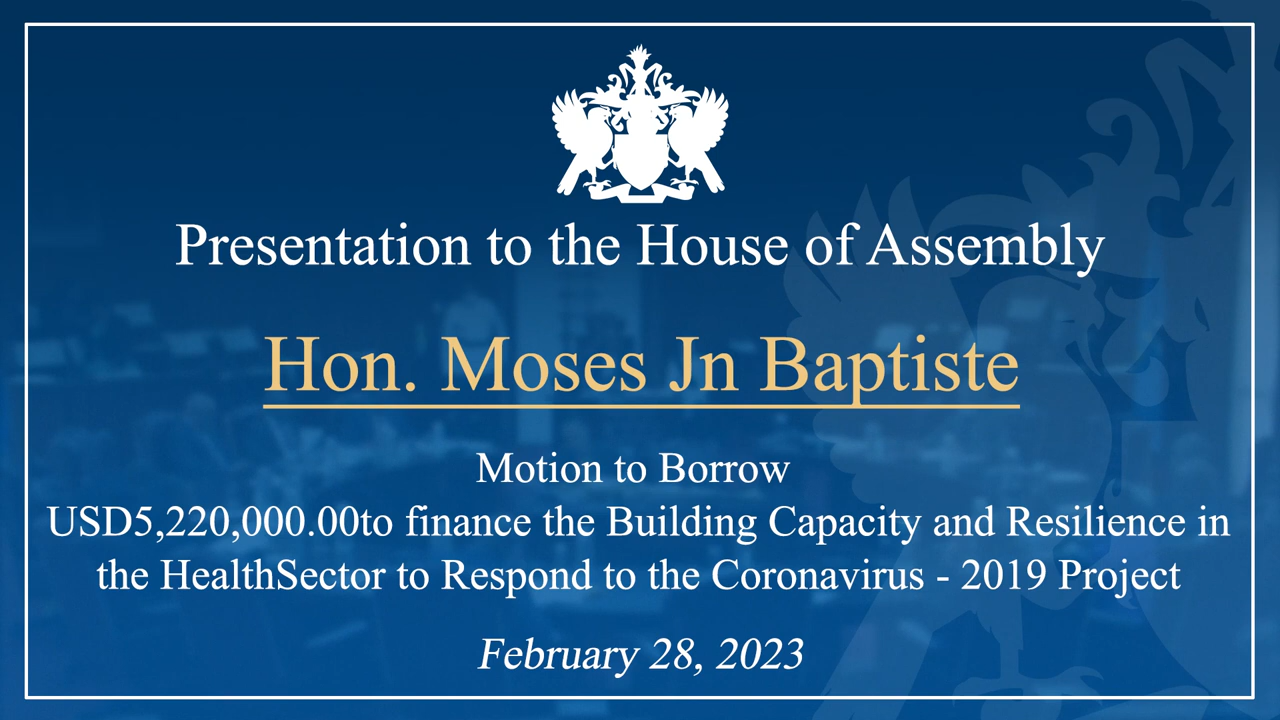 Presentation to the House of Assembly
Hon. Moses Jn Baptiste
Motion to Borrow
USD5,220,000.00to finance the Building Capacity and Resilience in
the HealthSector to Respond to the Coronavirus - 2019 Project
February 28, 2023